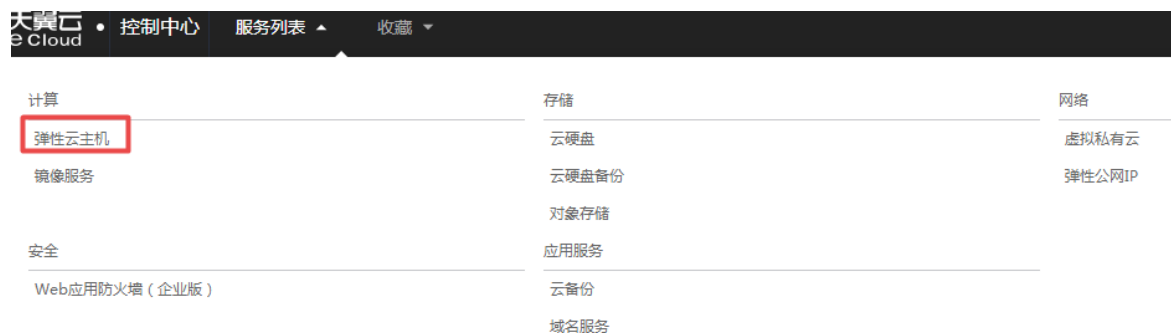 天翼云 • 控制中心 服务列表 收藏
e Cloud
计算 存储 网络
弹性云主机 云硬盘 虚拟私有云
镜像服务 云硬盘备份 弹性公网IP
对象存储
安全 应用服务
Web应用防火墙（企业版） 云备份
域名服务